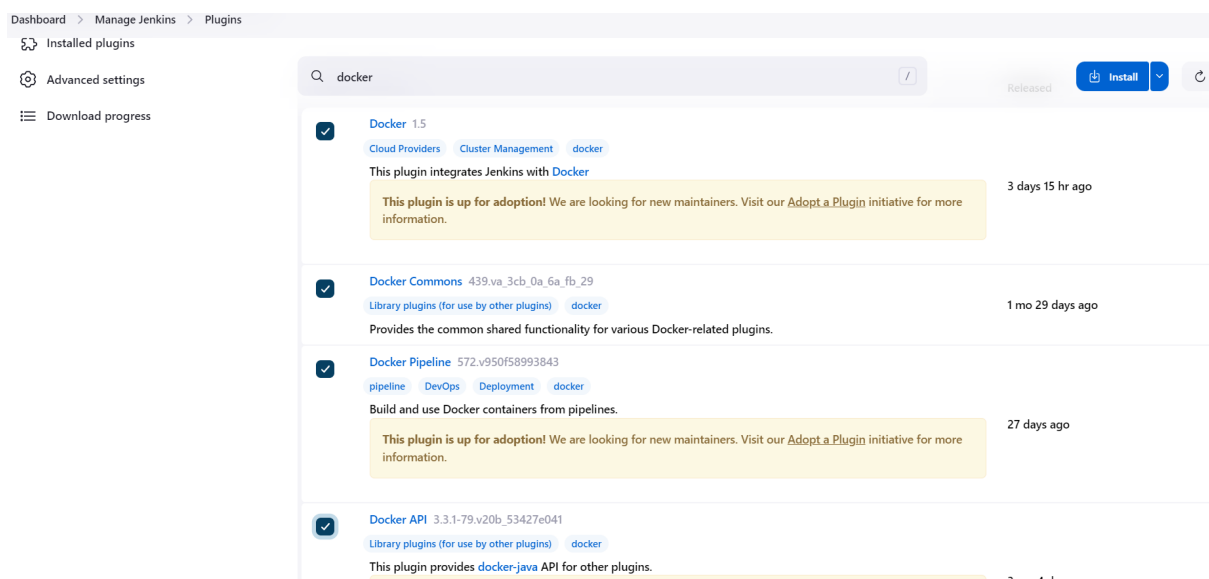 Dashboard > Manage Jenkins > Plugins
Installed plugins
Advanced settings
Download progress
docker /
Released
Install
Docker 1.5
Cloud Providers Cluster Management docker
This plugin integrates Jenkins with Docker
This plugin is up for adoption! We are looking for new maintainers. Visit our Adopt a Plugin initiative for more
information.
3 days 15 hr ago
Docker Commons 439.va_3cb_0a_6a_fb_29
Library plugins (for use by other plugins) docker
Provides the common shared functionality for various Docker-related plugins.
1 mo 29 days ago
Docker Pipeline 572.v950f58993843
pipeline DevOps Deployment docker
Build and use Docker containers from pipelines.
This plugin is up for adoption! We are looking for new maintainers. Visit our Adopt a Plugin initiative for more
information.
27 days ago
Docker API 3.3.1-79.v20b_53427e041
Library plugins (for use by other plugins) docker
This plugin provides docker-java API for other plugins.